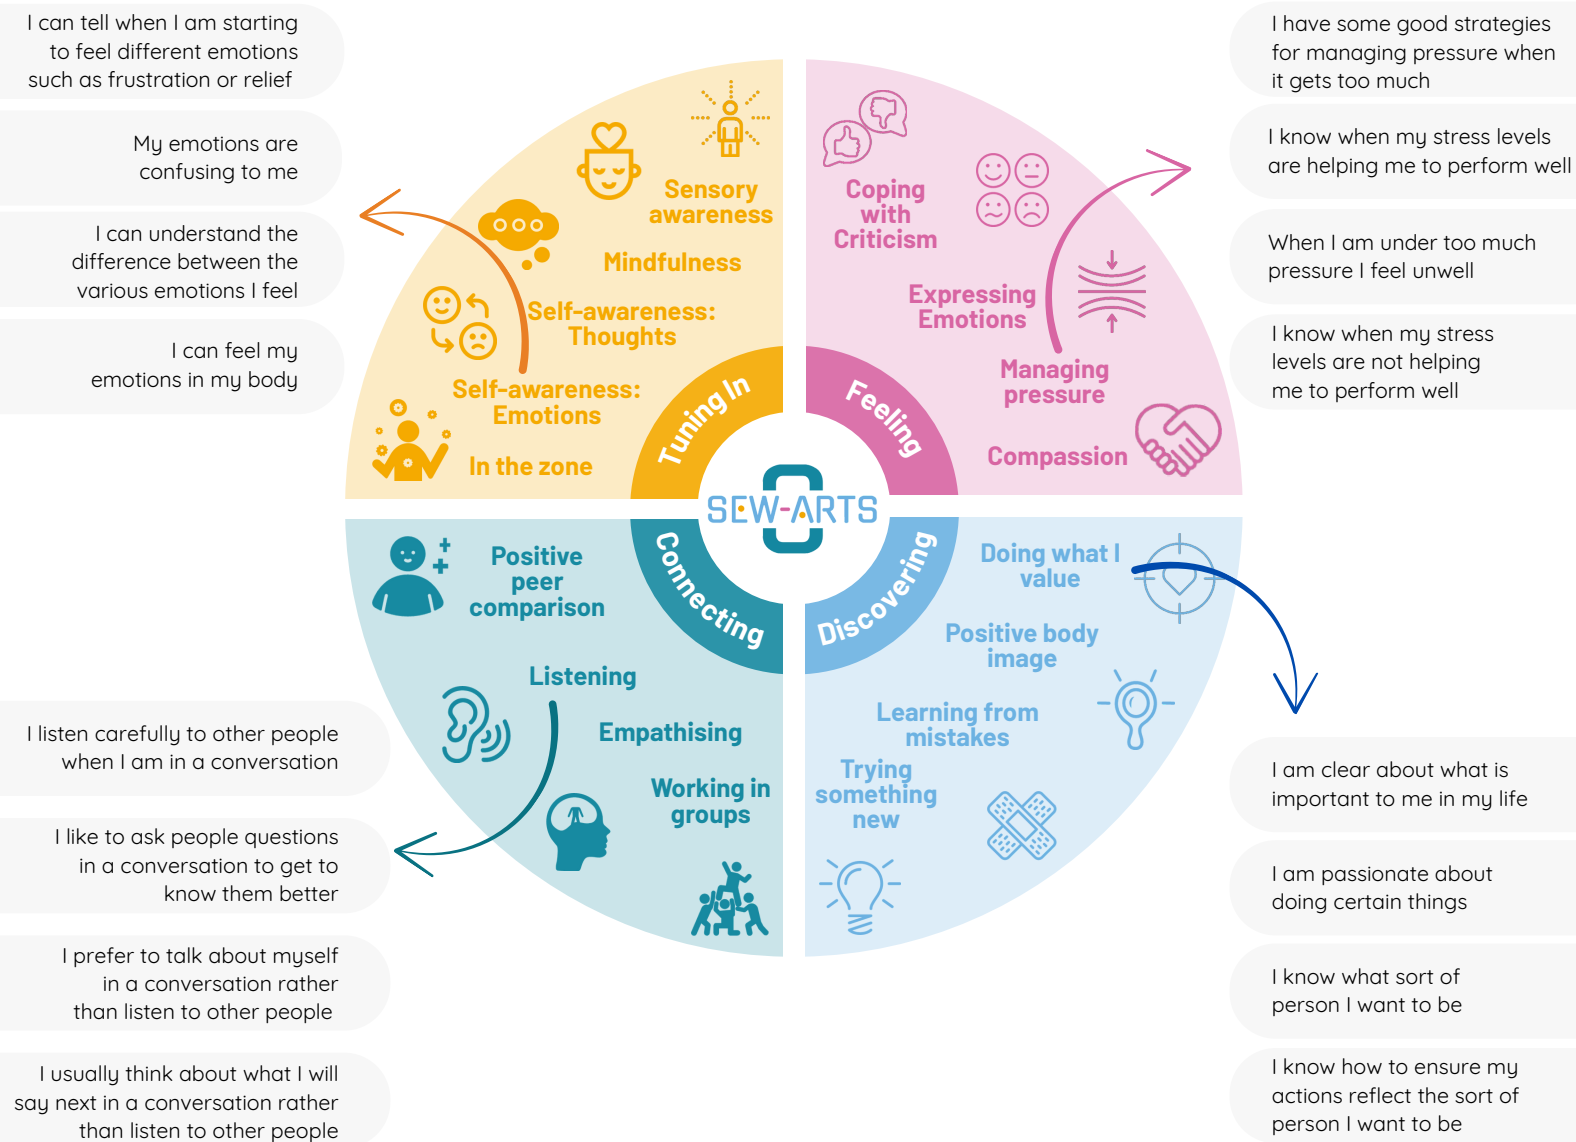 I can tell when I am starting
to feel different emotions
such as frustration or relief
My emotions are
confusing to me
I can understand the
difference between the
various emotions I feel
I can feel my
emotions in my body
Sensory
awareness
Mindfulness
Self-awareness:
Thoughts
Self-awareness:
Emotions
In the zone
Tuning In
Coping
with
Criticism
Expressing
Emotions
Managing
pressure
Compassion
Feeling
I have some good strategies
for managing pressure when
it gets too much
I know when my stress levels
are helping me to perform well
When I am under too much
pressure I feel unwell
I know when my stress
levels are not helping
me to perform well
SEW-ARTS
Connecting
Positive
peer
comparison
Listening
Empathising
Working in
groups
I listen carefully to other people
when I am in a conversation
I like to ask people questions
in a conversation to get to
know them better
I prefer to talk about myself
in a conversation rather
than listen to other people
I usually think about what I will
say next in a conversation rather
than listen to other people
Discovering
Doing what I
value
Positive body
image
Learning from
mistakes
Trying
something
new
I am clear about what is
important to me in my life
I am passionate about
doing certain things
I know what sort of
person I want to be
I know how to ensure my
actions reflect the sort of
person I want to be